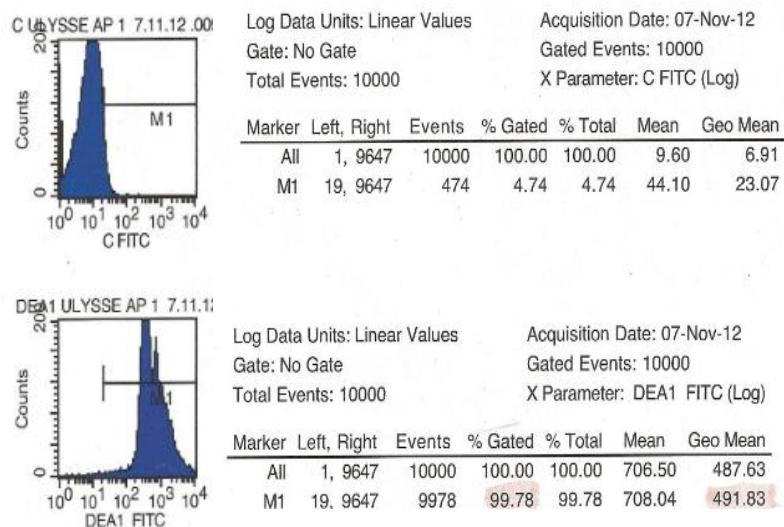 C ULYSSE AP 1 7.11.12 .00
200
Counts
M1
0
10^0 10^1 10^2 10^3 10^4
C FITC
Log Data Units: Linear Values Acquisition Date: 07-Nov-12
Gate: No Gate Gated Events: 10000
Total Events: 10000 X Parameter: C FITC (Log)
Marker Left, Right Events % Gated % Total Mean Geo Mean
All 1, 9647 10000 100.00 100.00 9.60 6.91
M1 19, 9647 474 4.74 4.74 44.10 23.07
DEA1 ULYSSE AP 1 7.11.12
200
Counts
M1
0
10^0 10^1 10^2 10^3 10^4
DEA1 FITC
Log Data Units: Linear Values Acquisition Date: 07-Nov-12
Gate: No Gate Gated Events: 10000
Total Events: 10000 X Parameter: DEA1 FITC (Log)
Marker Left, Right Events % Gated % Total Mean Geo Mean
All 1, 9647 10000 100.00 100.00 706.50 487.63
M1 19, 9647 9978 99.78 99.78 708.04 491.83